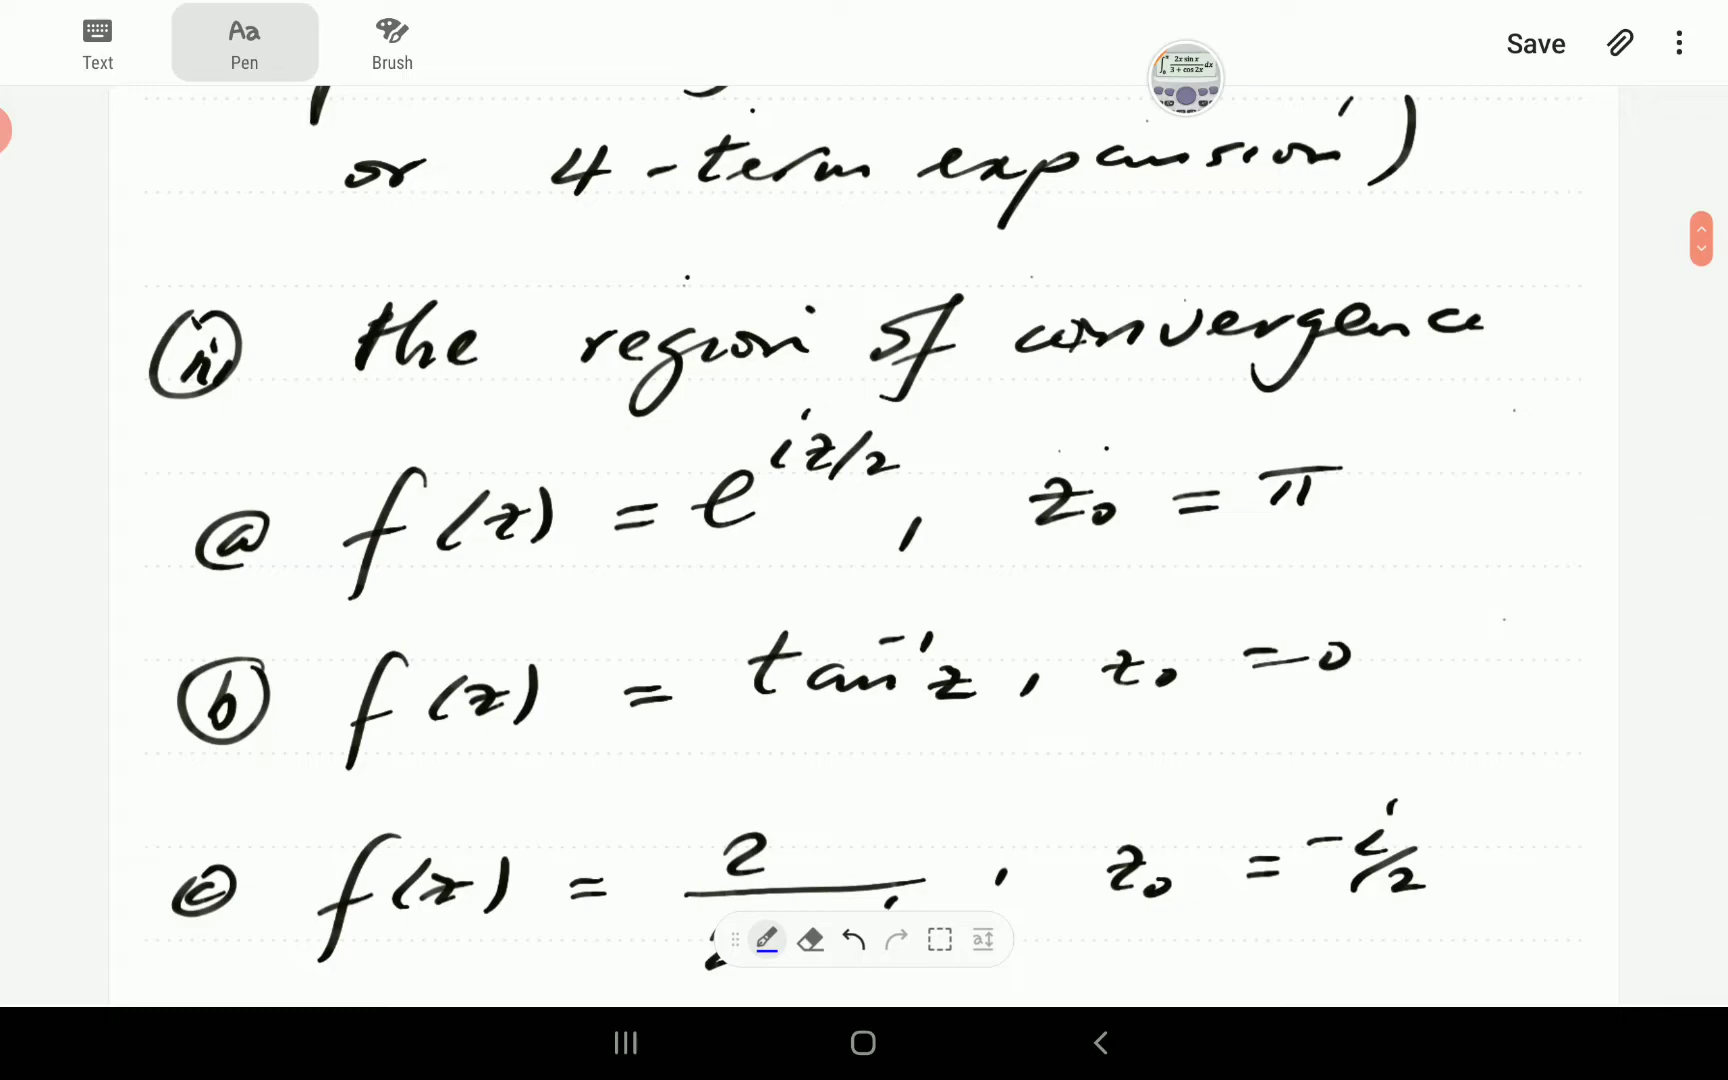 Text
Aa
Pen
Brush
Save
or 4-term expansion)
(ii) the region of convergence
(a) f(z) = e^{iz/2}, z₀ = π
(b) f(z) = tan⁻¹z, z₀ = 0
(c) f(z) = 2, z₀ = -i/2